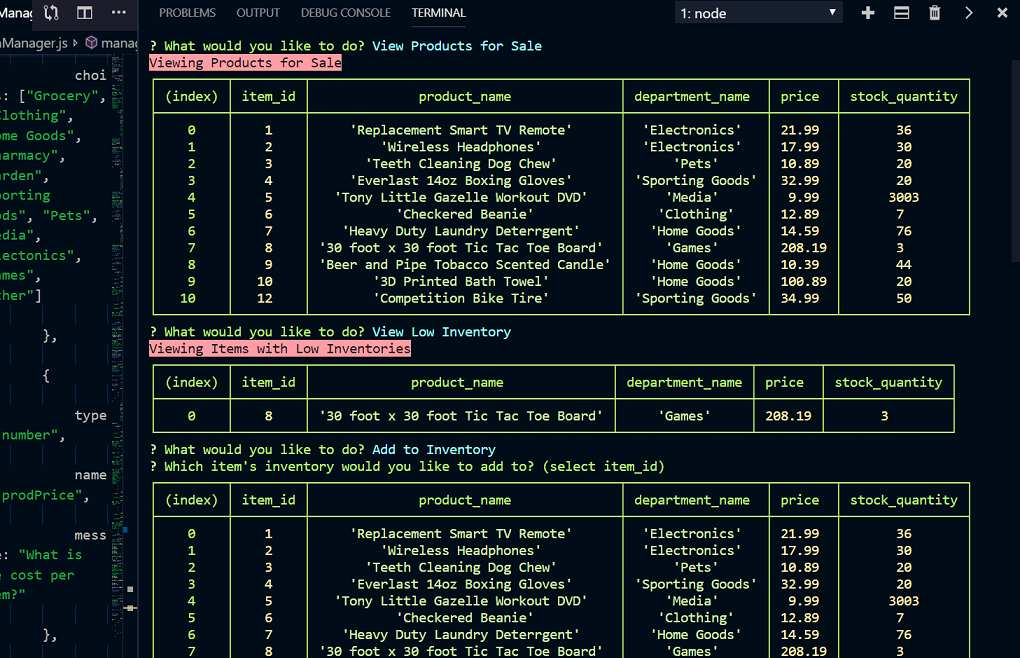 Manag
PROBLEMS OUTPUT DEBUG CONSOLE TERMINAL 1: node
nManager.js manag
choi
s: ["Grocery",
Clothing",
ome Goods",
harmacy",
arden",
porting
ods", "Pets",
edia",
lectonics",
ames",
ther"]
},
{
type
number",
name
prodPrice",
mess
e: "What is
e cost per
em?"
},
? What would you like to do? View Products for Sale
Viewing Products for Sale
(index) item_id product_name department_name price stock_quantity
0 1 'Replacement Smart TV Remote' 'Electronics' 21.99 36
1 2 'Wireless Headphones' 'Electronics' 17.99 30
2 3 'Teeth Cleaning Dog Chew' 'Pets' 10.89 20
3 4 'Everlast 14oz Boxing Gloves' 'Sporting Goods' 32.99 20
4 5 'Tony Little Gazelle Workout DVD' 'Media' 9.99 3003
5 6 'Checkered Beanie' 'Clothing' 12.89 7
6 7 'Heavy Duty Laundry Deterrgent' 'Home Goods' 14.59 76
7 8 '30 foot x 30 foot Tic Tac Toe Board' 'Games' 208.19 3
8 9 'Beer and Pipe Tobacco Scented Candle' 'Home Goods' 10.39 44
9 10 '3D Printed Bath Towel' 'Home Goods' 100.89 20
10 12 'Competition Bike Tire' 'Sporting Goods' 34.99 50
? What would you like to do? View Low Inventory
Viewing Items with Low Inventories
(index) item_id product_name department_name price stock_quantity
0 8 '30 foot x 30 foot Tic Tac Toe Board' 'Games' 208.19 3
? What would you like to do? Add to Inventory
? Which item's inventory would you like to add to? (select item_id)
(index) item_id product_name department_name price stock_quantity
0 1 'Replacement Smart TV Remote' 'Electronics' 21.99 36
1 2 'Wireless Headphones' 'Electronics' 17.99 30
2 3 'Teeth Cleaning Dog Chew' 'Pets' 10.89 20
3 4 'Everlast 14oz Boxing Gloves' 'Sporting Goods' 32.99 20
4 5 'Tony Little Gazelle Workout DVD' 'Media' 9.99 3003
5 6 'Checkered Beanie' 'Clothing' 12.89 7
6 7 'Heavy Duty Laundry Deterrgent' 'Home Goods' 14.59 76
7 8 '30 foot x 30 foot Tic Tac Toe Board' 'Games' 208.19 3